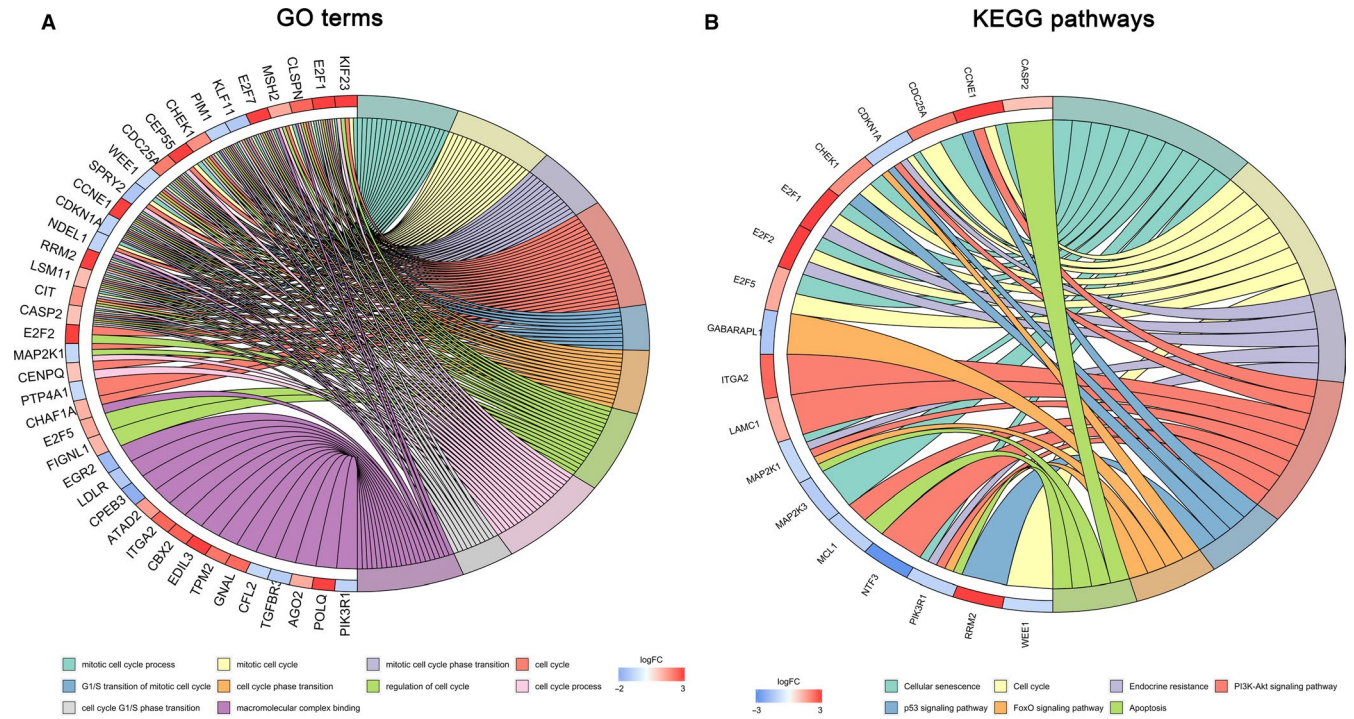 A
GO terms
KIF23
E2F1
CLSPN
MSH2
E2F7
KLF11
PIM1
CHEK1
CEP55
CDC25A
WEE1
SPRY2
CCNE1
CDKN1A
NDEL1
RRM2
LSM11
CIT
CASP2
E2F2
MAP2K1
CENPQ
PTP4A1
CHAF1A
E2F5
FIGNL1
EGR2
LDLR
CPEB3
ATAD2
ITGA2
CBX2
EDIL3
TPM2
GNAL
CFL2
TGFBR3
AGO2
POLQ
PIK3R1
mitotic cell cycle process
mitotic cell cycle
mitotic cell cycle phase transition
cell cycle
G1/S transition of mitotic cell cycle
cell cycle phase transition
regulation of cell cycle
cell cycle process
cell cycle G1/S phase transition
macromolecular complex binding
logFC
−2 3
B
KEGG pathways
CASP2
CCNE1
CDC25A
CDKN1A
CHEK1
E2F1
E2F2
E2F5
GABARAPL1
ITGA2
LAMC1
MAP2K1
MAP2K3
MCL1
NTF3
PIK3R1
RRM2
WEE1
logFC
−3 3
Cellular senescence
Cell cycle
Endocrine resistance
PI3K-Akt signaling pathway
p53 signaling pathway
FoxO signaling pathway
Apoptosis